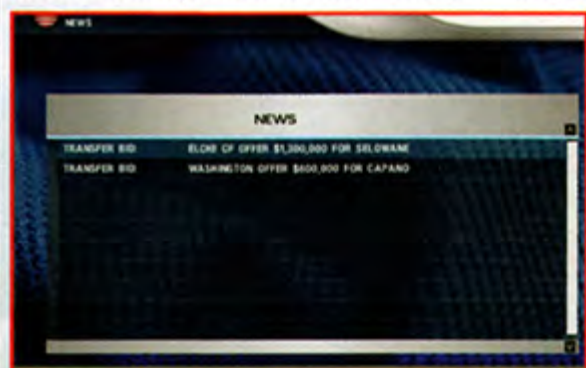 NEWS
NEWS
TRANSFER BID ELCHE CF OFFER $1,300,000 FOR SELOWANE
TRANSFER BID WASHINGTON OFFER $600,000 FOR CAPANO